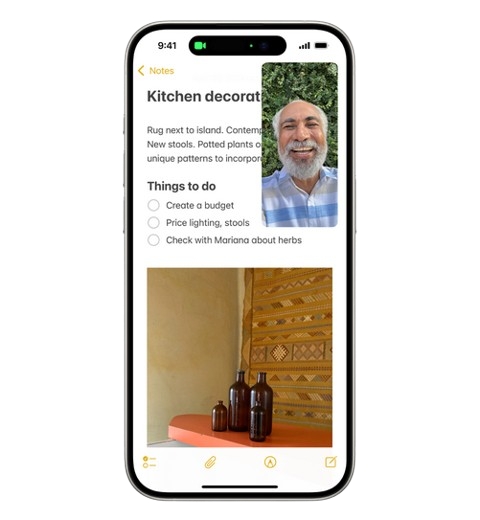 9:41
Notes
Kitchen decorat
Rug next to island. Contemp
New stools. Potted plants o
unique patterns to incorpor
Things to do
Create a budget
Price lighting, stools
Check with Mariana about herbs